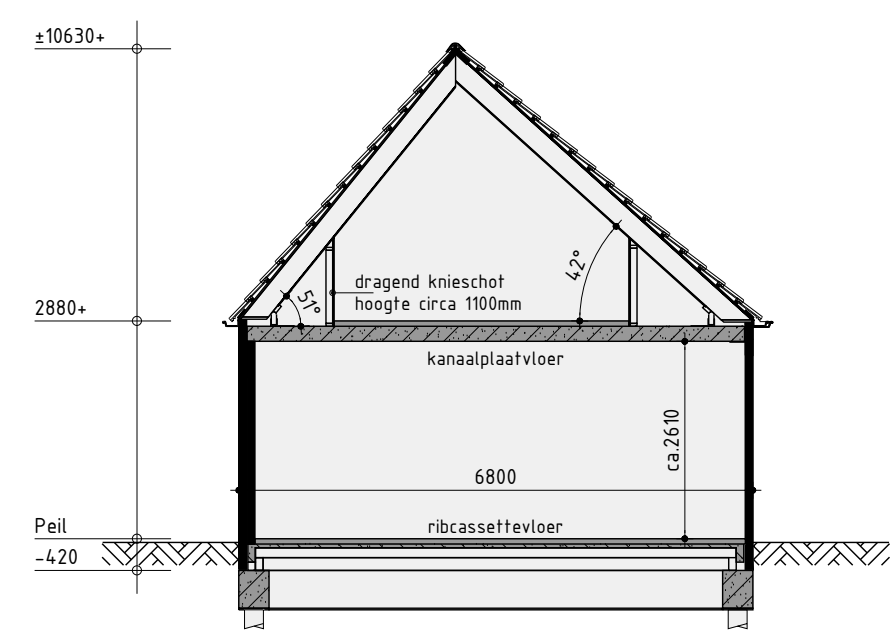 ±10630+
51°
dragend knieschot
hoogte circa 1100mm
42°
2880+
kanaalplaatvloer
ca.2610
6800
Peil
ribcassettevloer
-420